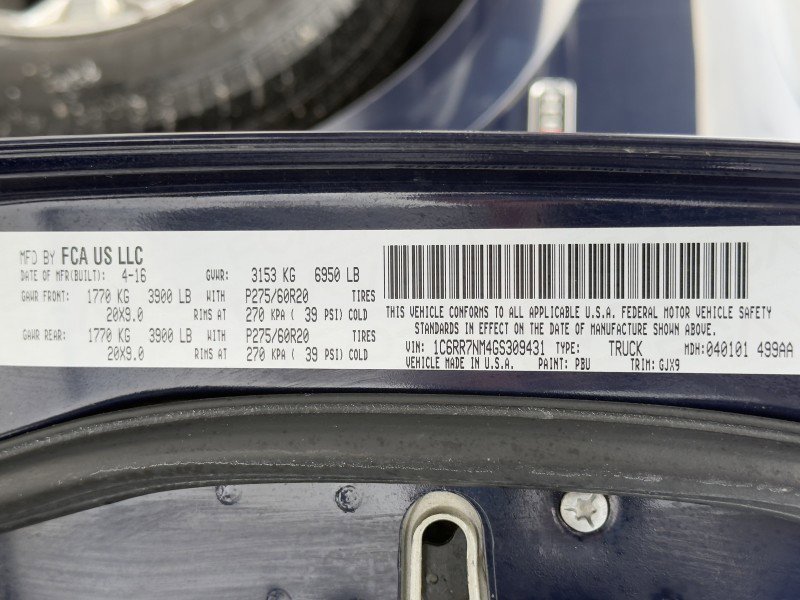 MFD BY FCA US LLC
DATE OF MFR(BUILT): 4-16 GVWR: 3153 KG 6950 LB
GAWR FRONT: 1770 KG 3900 LB WITH P275/60R20 TIRES
20X9.0 RIMS AT 270 KPA ( 39 PSI) COLD
GAWR REAR: 1770 KG 3900 LB WITH P275/60R20 TIRES
20X9.0 RIMS AT 270 KPA ( 39 PSI) COLD
THIS VEHICLE CONFORMS TO ALL APPLICABLE U.S.A. FEDERAL MOTOR VEHICLE SAFETY
STANDARDS IN EFFECT ON THE DATE OF MANUFACTURE SHOWN ABOVE.
VIN: 1C6RR7NM4GS309431 TYPE: TRUCK MDH:040101 499AA
VEHICLE MADE IN U.S.A. PAINT: PBU TRIM: GJX9